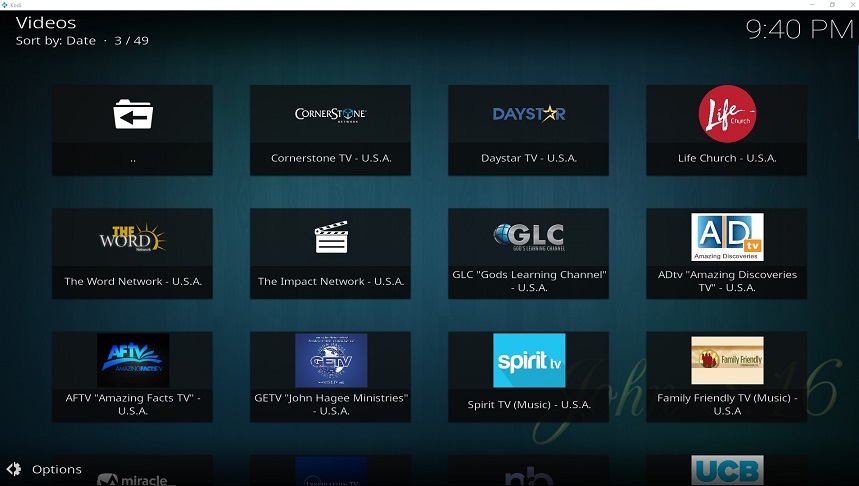 Kodi
Videos
Sort by: Date · 3 / 49
9:40 PM
CORNERSTONE
NETWORK
DAYSTAR
Life
Church
..
Cornerstone TV - U.S.A.
Daystar TV - U.S.A.
Life Church - U.S.A.
THE
WORD
Network
GLC
GOD'S LEARNING CHANNEL
AD
tv
Amazing Discoveries
The Word Network - U.S.A.
The Impact Network - U.S.A.
GLC "Gods Learning Channel"
- U.S.A.
ADtv "Amazing Discoveries
TV" - U.S.A.
AFTV
AMAZING FACTS TV
GETV
spirit tv
Family Friendly
AFTV "Amazing Facts TV" -
U.S.A.
GETV "John Hagee Ministries"
- U.S.A.
Spirit TV (Music) - U.S.A.
Family Friendly TV (Music) -
U.S.A
John 3:16
Options
miracle
UCB